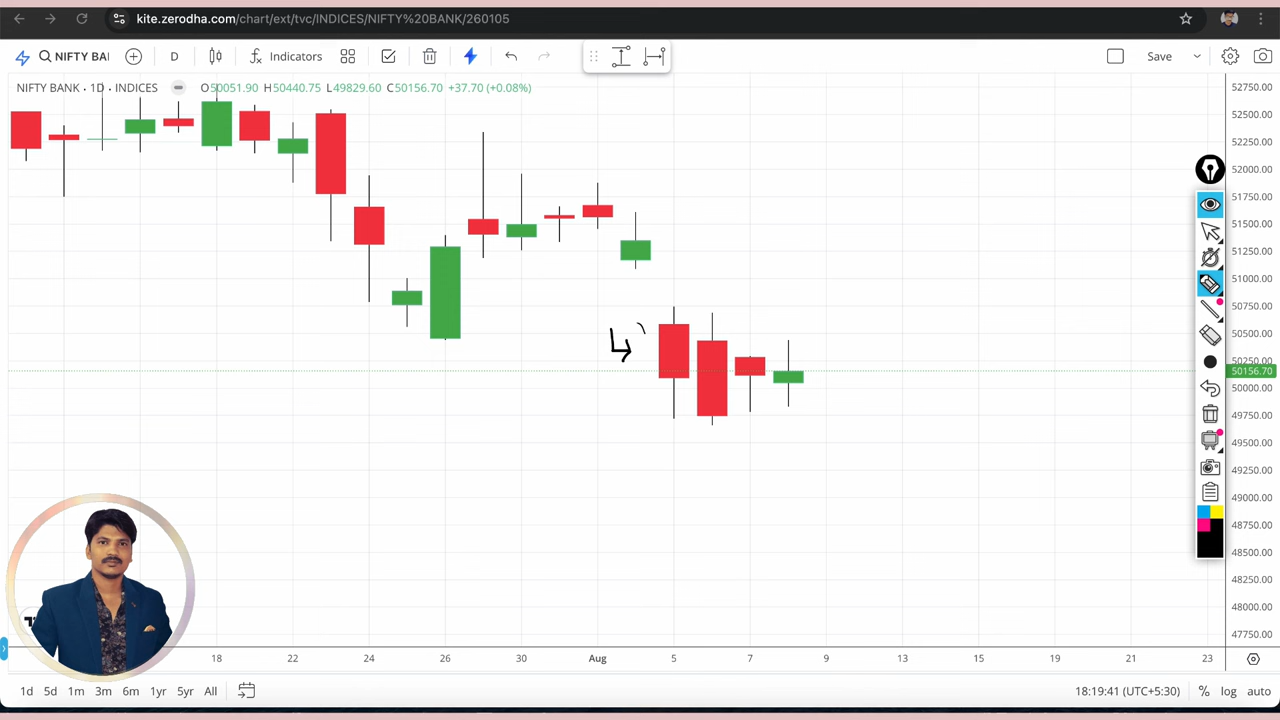 kite.zerodha.com/chart/ext/tvc/INDICES/NIFTY%20BANK/260105
NIFTY BA
D
Indicators
Save
NIFTY BANK · 1D · INDICES
O50051.90 H50440.75 L49829.60 C50156.70 +37.70 (+0.08%)
52750.00
52500.00
52250.00
52000.00
51750.00
51500.00
51250.00
51000.00
50750.00
50500.00
50250.00
50156.70
50000.00
49750.00
49500.00
49250.00
49000.00
48750.00
48500.00
48250.00
48000.00
47750.00
18 22 24 26 30 Aug 5 7 9 13 15 19 21 23
1d 5d 1m 3m 6m 1yr 5yr All
18:19:41 (UTC+5:30) % log auto